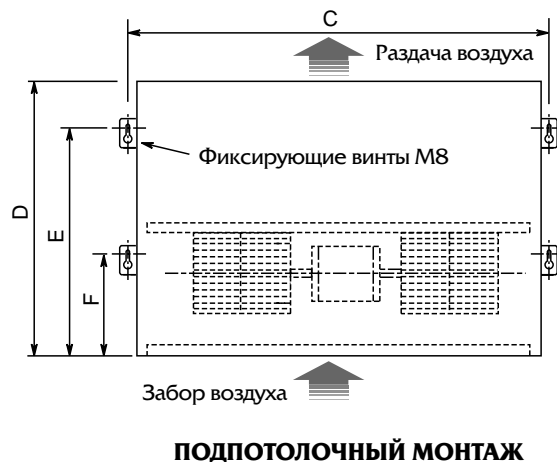 C
Раздача воздуха
Фиксирующие винты М8
D
E
F
Забор воздуха
ПОДПОТОЛОЧНЫЙ МОНТАЖ